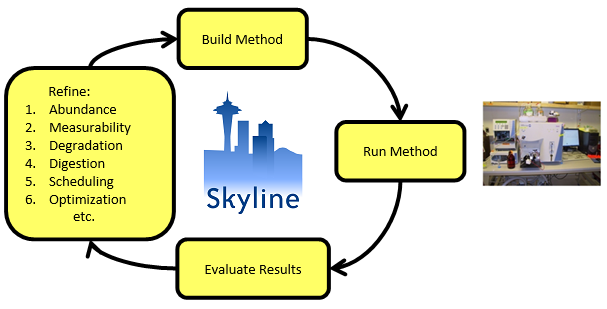 Build Method
Refine:
1. Abundance
2. Measurability
3. Degradation
4. Digestion
5. Scheduling
6. Optimization
etc.
Run Method
Skyline
Evaluate Results